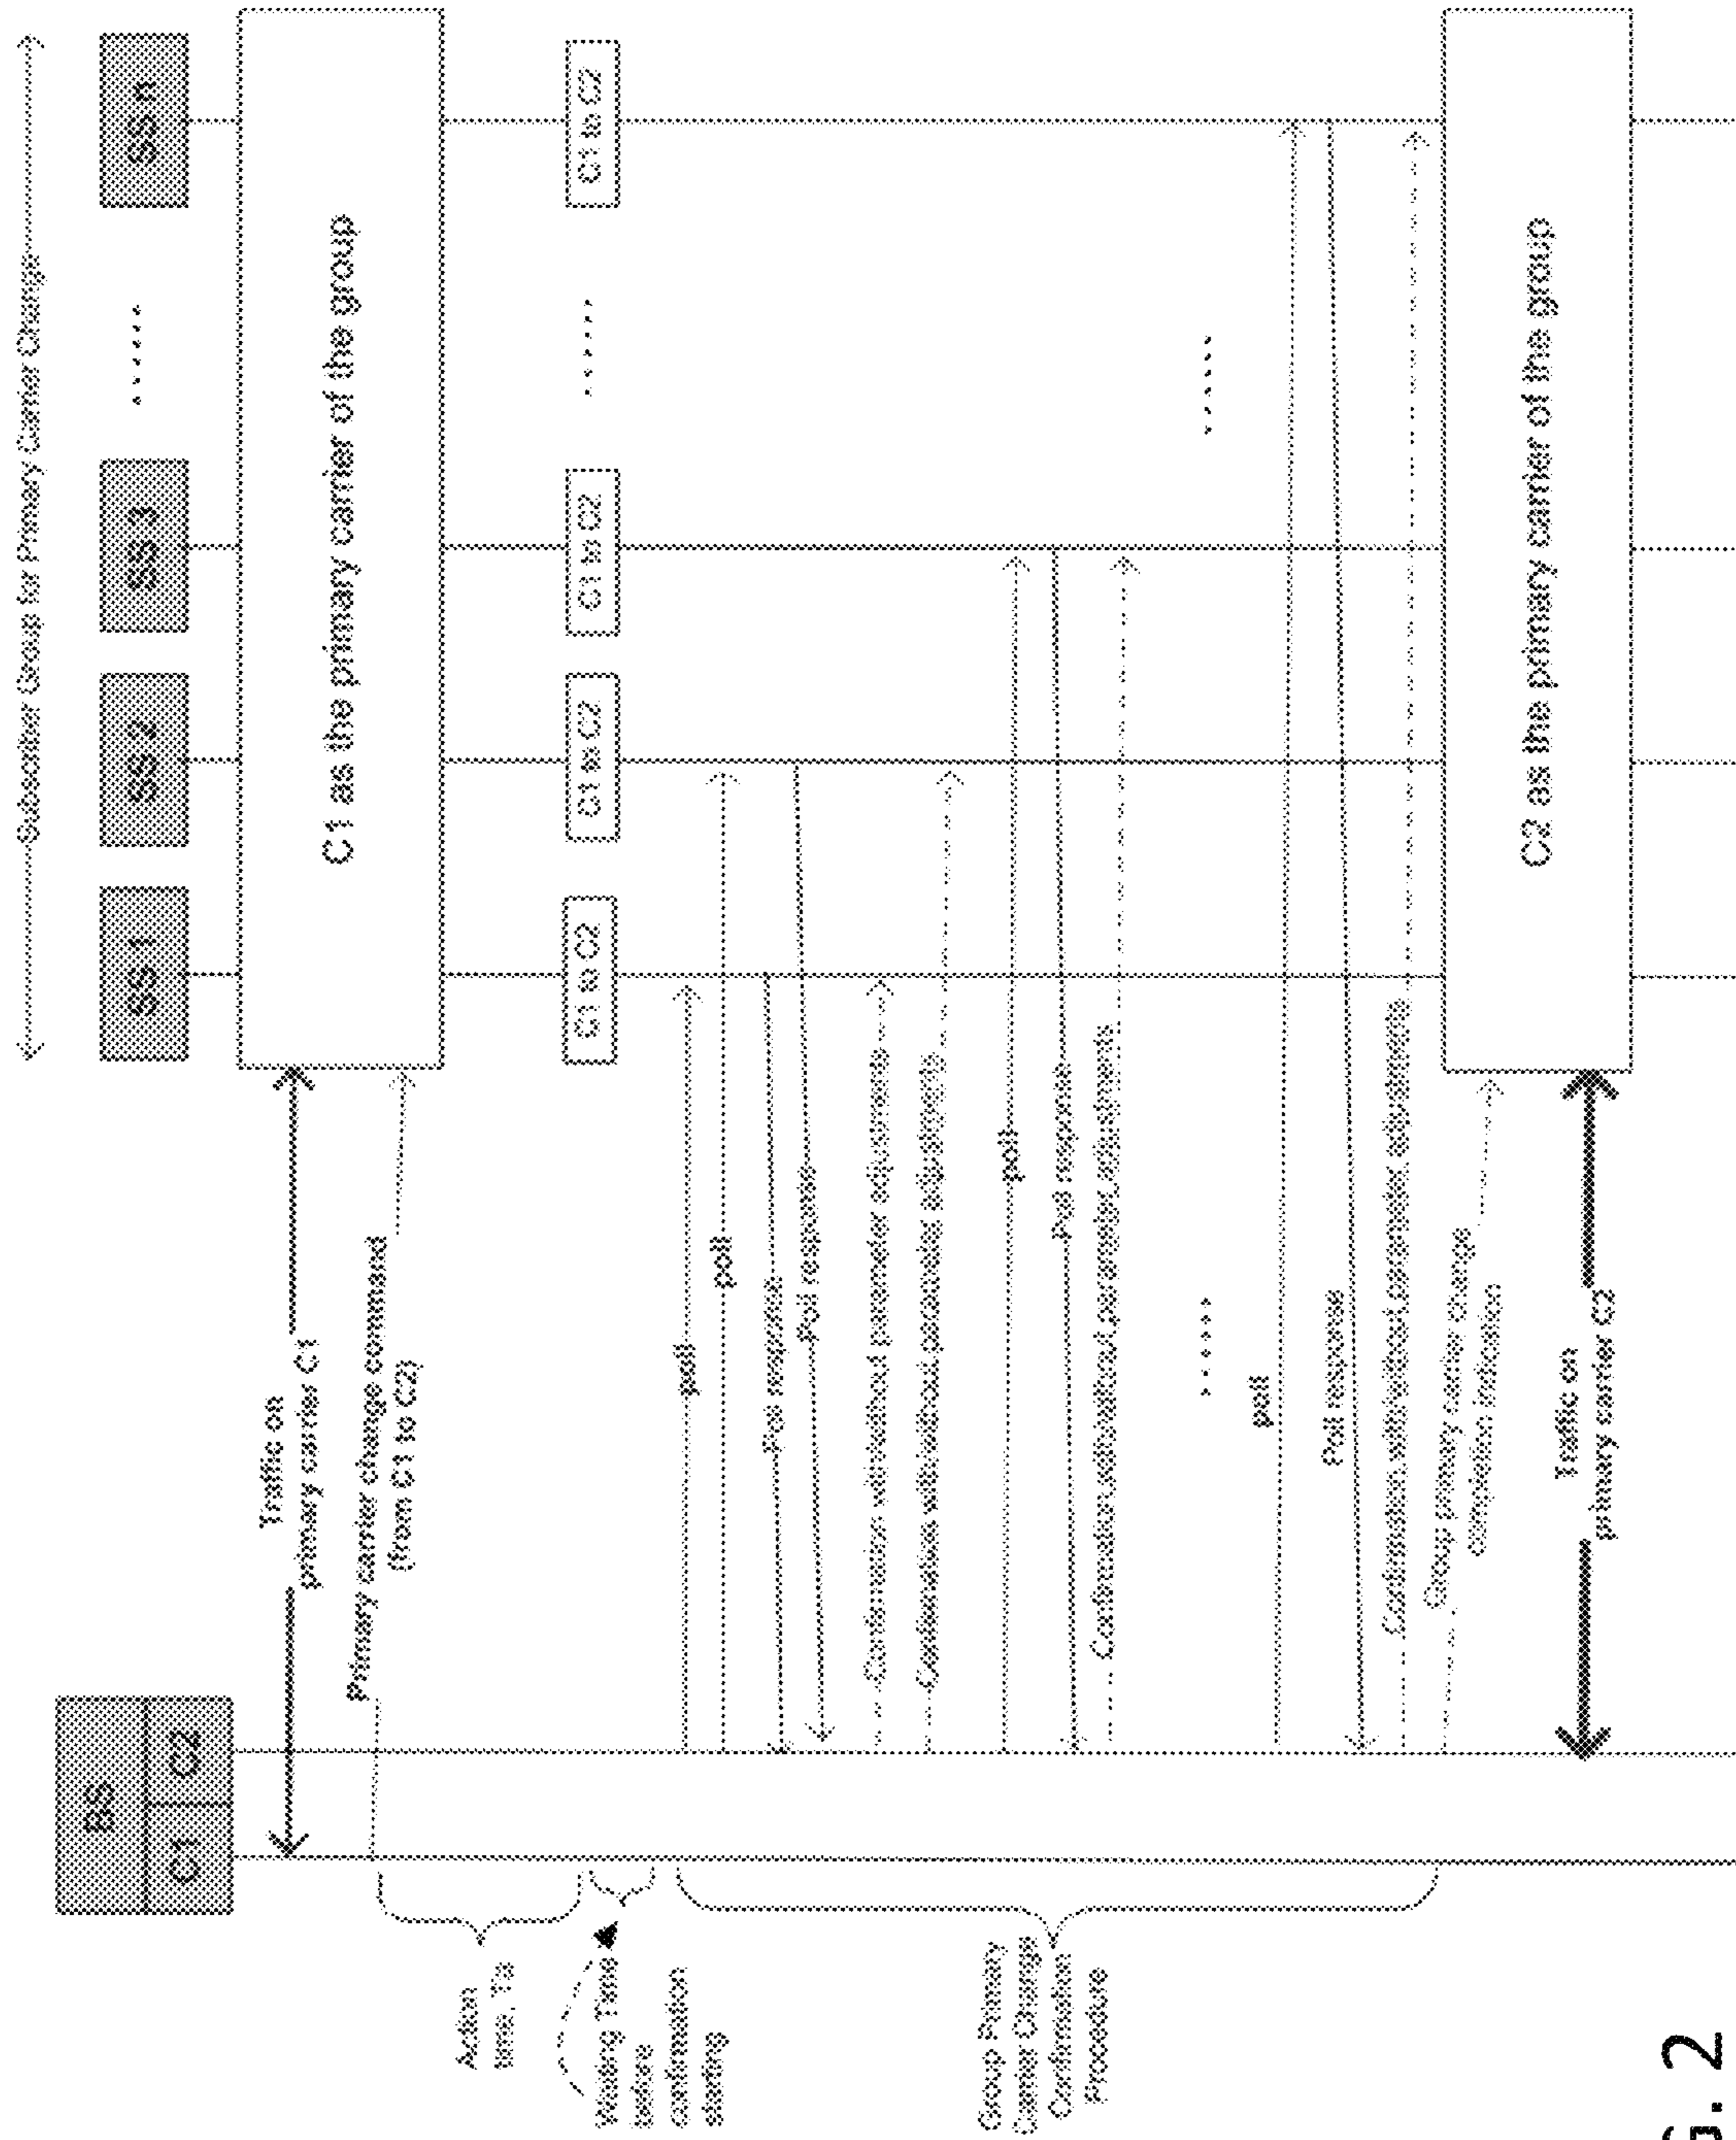 Subscriber Group for Primary Carrier Change
BS
C1
C2
SS 1
SS 2
SS 3
......
SS n
Traffic on
primary carrier C1
C1 as the primary carrier of the group
Primary carrier change command
(from C1 to C2)
Action
time, Ta
C1 to C2
C1 to C2
C1 to C2
......
C1 to C2
Waiting Time
before
confirmation
starting
poll
poll
Poll response
Poll response
Confirmation with/without parameter adjustments
Confirmation with/without parameter adjustments
poll
Poll response
Confirmation with/without parameter adjustments
Group Primary
Carrier Change
Confirmation
Procedure
......
......
poll
Poll response
Confirmation with/without parameter adjustments
Group primary carrier change
completion indication
Traffic on
primary carrier C2
C2 as the primary carrier of the group
G. 2